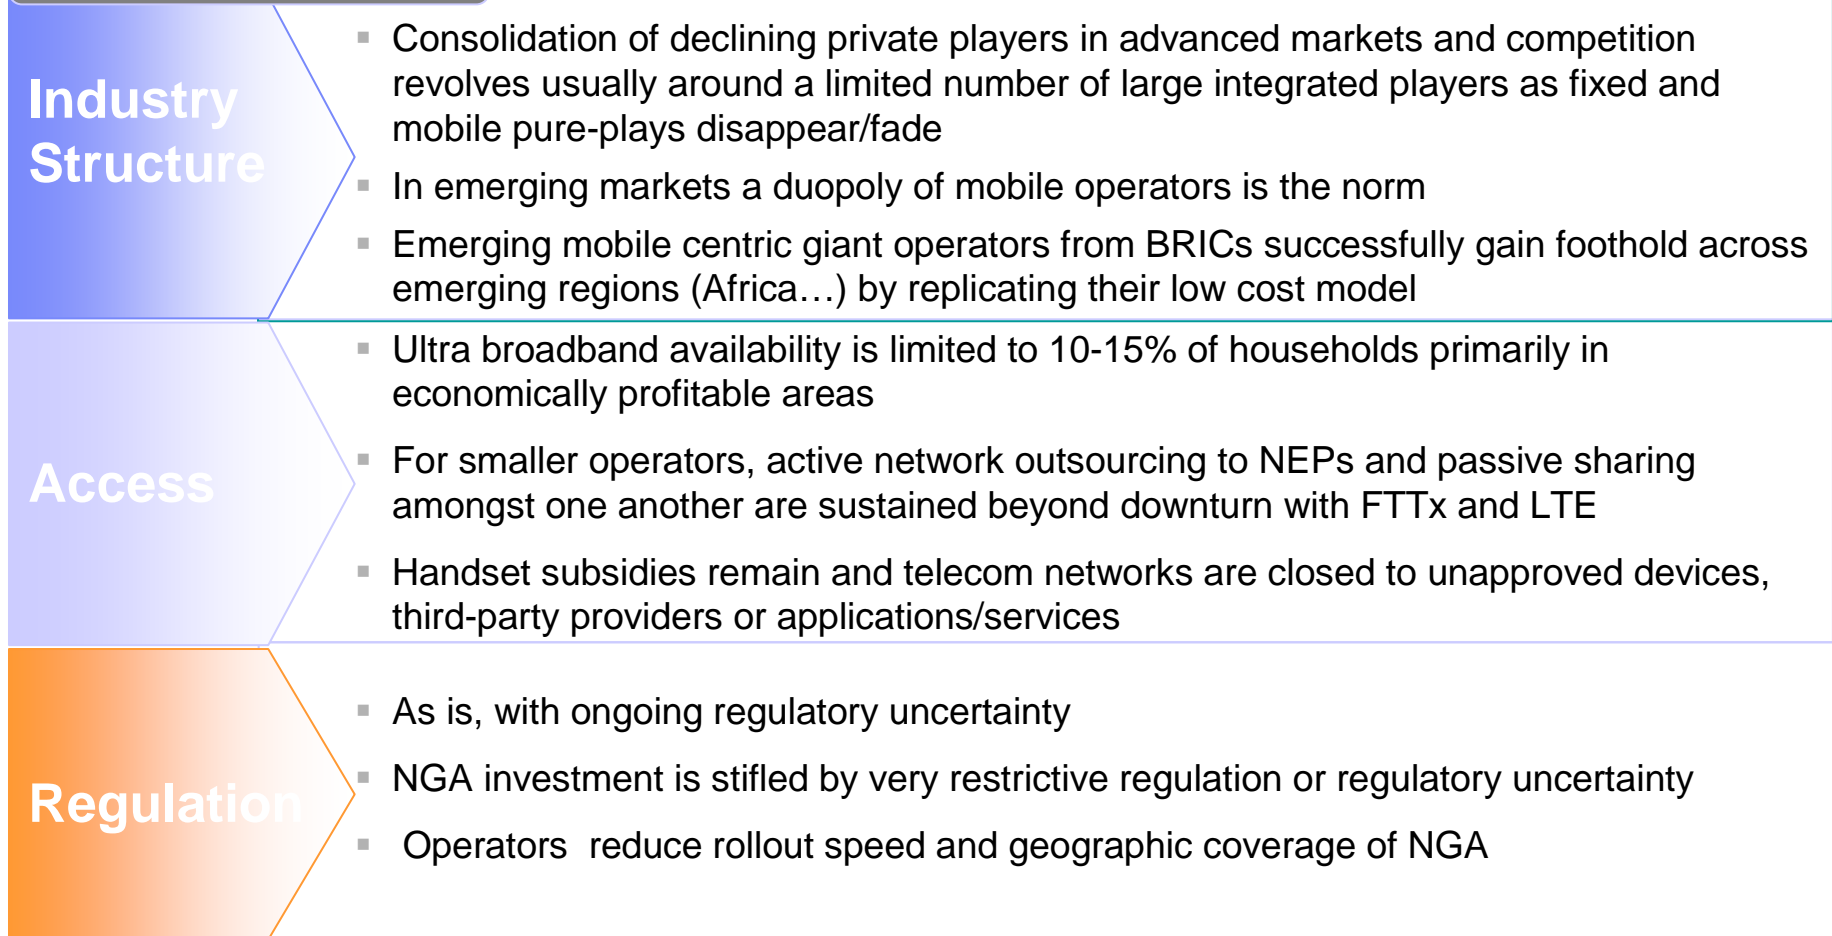 Industry
Structure
Consolidation of declining private players in advanced markets and competition
revolves usually around a limited number of large integrated players as fixed and
mobile pure-plays disappear/fade
In emerging markets a duopoly of mobile operators is the norm
Emerging mobile centric giant operators from BRICs successfully gain foothold across
emerging regions (Africa…) by replicating their low cost model
Access
Ultra broadband availability is limited to 10-15% of households primarily in
economically profitable areas
For smaller operators, active network outsourcing to NEPs and passive sharing
amongst one another are sustained beyond downturn with FTTx and LTE
Handset subsidies remain and telecom networks are closed to unapproved devices,
third-party providers or applications/services
Regulation
As is, with ongoing regulatory uncertainty
NGA investment is stifled by very restrictive regulation or regulatory uncertainty
Operators reduce rollout speed and geographic coverage of NGA